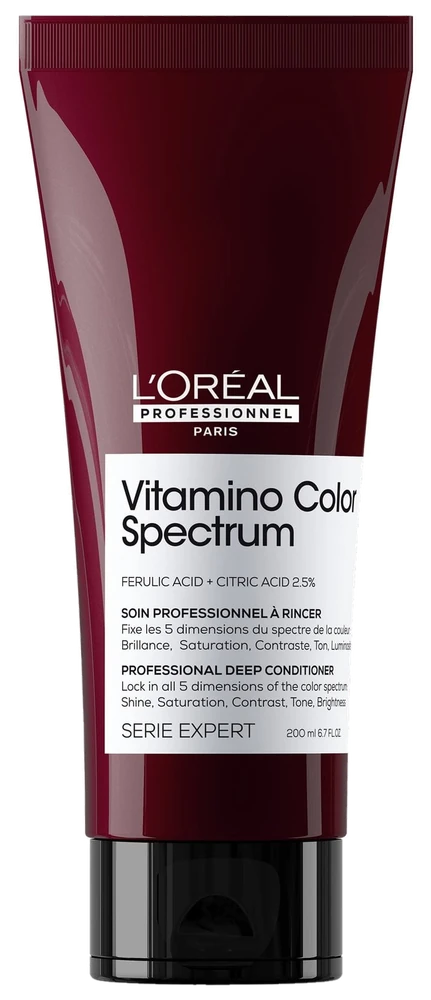 L'ORÉAL
PROFESSIONNEL
PARIS
Vitamino Color
Spectrum
FERULIC ACID + CITRIC ACID 2.5%
SOIN PROFESSIONNEL À RINCER
Fixe les 5 dimensions du spectre de la couleur
Brillance, Saturation, Contraste, Ton,
PROFESSIONAL DEEP CONDITIONER
Lock in all 5 dimensions of the color spectrum
Shine, Saturation, Contrast, Tone, Brightness
SERIE EXPERT
200 ml 6.7 FL OZ